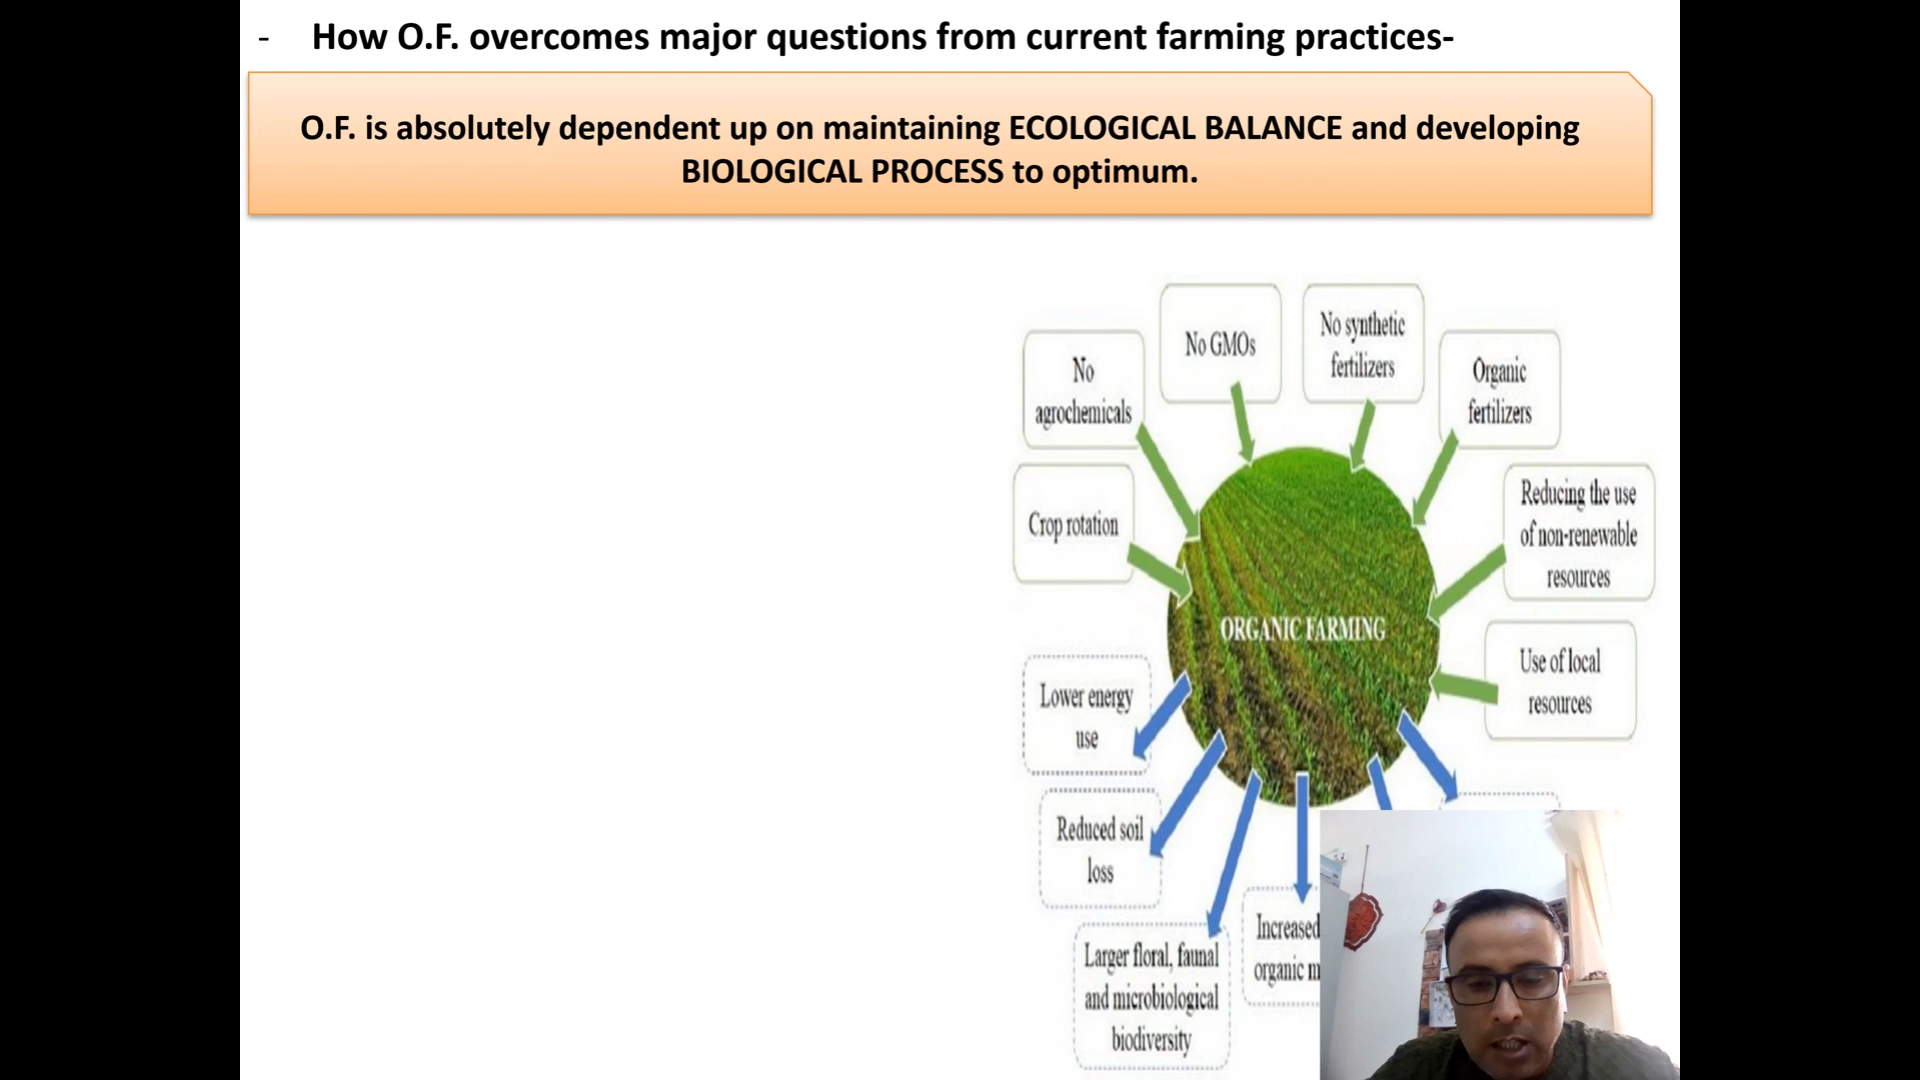 - How O.F. overcomes major questions from current farming practices-
O.F. is absolutely dependent up on maintaining ECOLOGICAL BALANCE and developing
BIOLOGICAL PROCESS to optimum.
No GMOs
No synthetic
fertilizers
No
agrochemicals
Organic
fertilizers
Crop rotation
Reducing the use
of non-renewable
resources
ORGANIC FARMING
Use of local
resources
Lower energy
use
Reduced soil
loss
Larger floral, faunal
and microbiological
biodiversity
Increased
organic